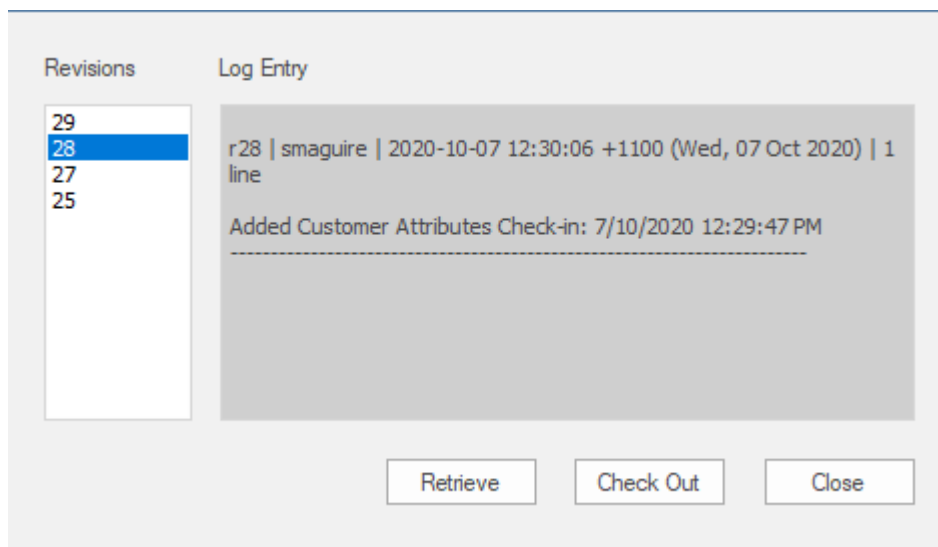 Revisions
Log Entry
29
28
27
25
r28 | smaguire | 2020-10-07 12:30:06 +1100 (Wed, 07 Oct 2020) | 1
line
Added Customer Attributes Check-in: 7/10/2020 12:29:47 PM
------------------------------------------------------------------------
Retrieve
Check Out
Close